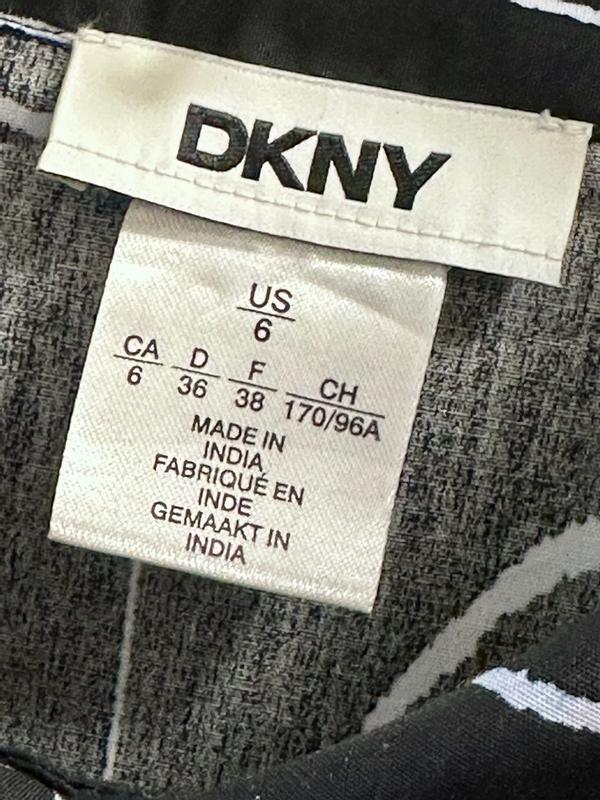 DKNY
US
6
CA D F CH
6 36 38 170/96A
MADE IN
INDIA
FABRIQUÉ EN
INDE
GEMAAKT IN
INDIA